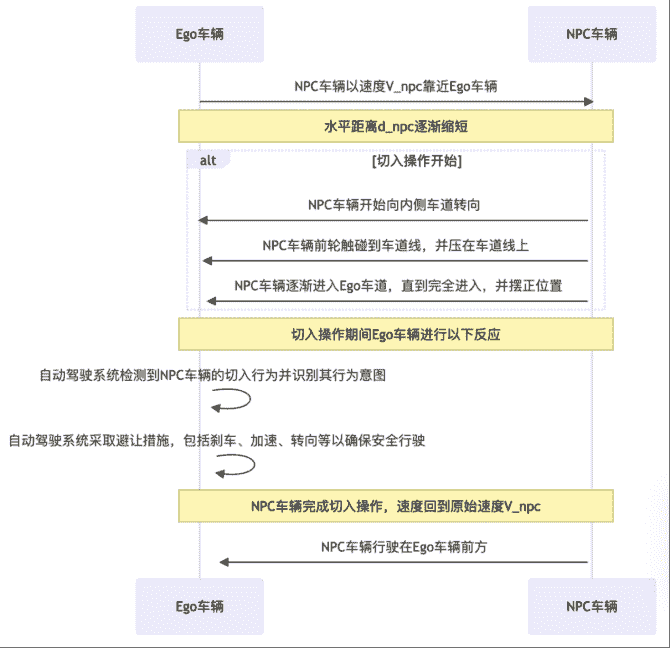 Ego车辆
NPC车辆
NPC车辆以速度V_npc靠近Ego车辆
水平距离d_npc逐渐缩短
alt
[切入操作开始]
NPC车辆开始向内侧车道转向
NPC车辆前轮触碰到车道线，并压在车道线上
NPC车辆逐渐进入Ego车道，直到完全进入，并摆正位置
切入操作期间Ego车辆进行以下反应
自动驾驶系统检测到NPC车辆的切入行为并识别其行为意图
自动驾驶系统采取避让措施，包括刹车、加速、转向等以确保安全行驶
NPC车辆完成切入操作，速度回到原始速度V_npc
NPC车辆行驶在Ego车辆前方
Ego车辆
NPC车辆